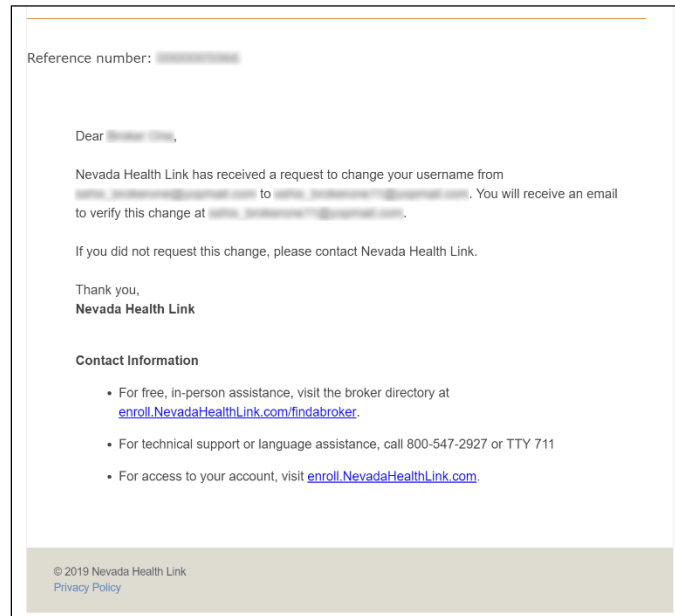 Reference number:
Dear
Nevada Health Link has received a request to change your username from
to . You will receive an email
to verify this change at .
If you did not request this change, please contact Nevada Health Link.
Thank you,
Nevada Health Link
Contact Information
• For free, in-person assistance, visit the broker directory at
enroll.NevadaHealthLink.com/findabroker.
• For technical support or language assistance, call 800-547-2927 or TTY 711
• For access to your account, visit enroll.NevadaHealthLink.com.
© 2019 Nevada Health Link
Privacy Policy